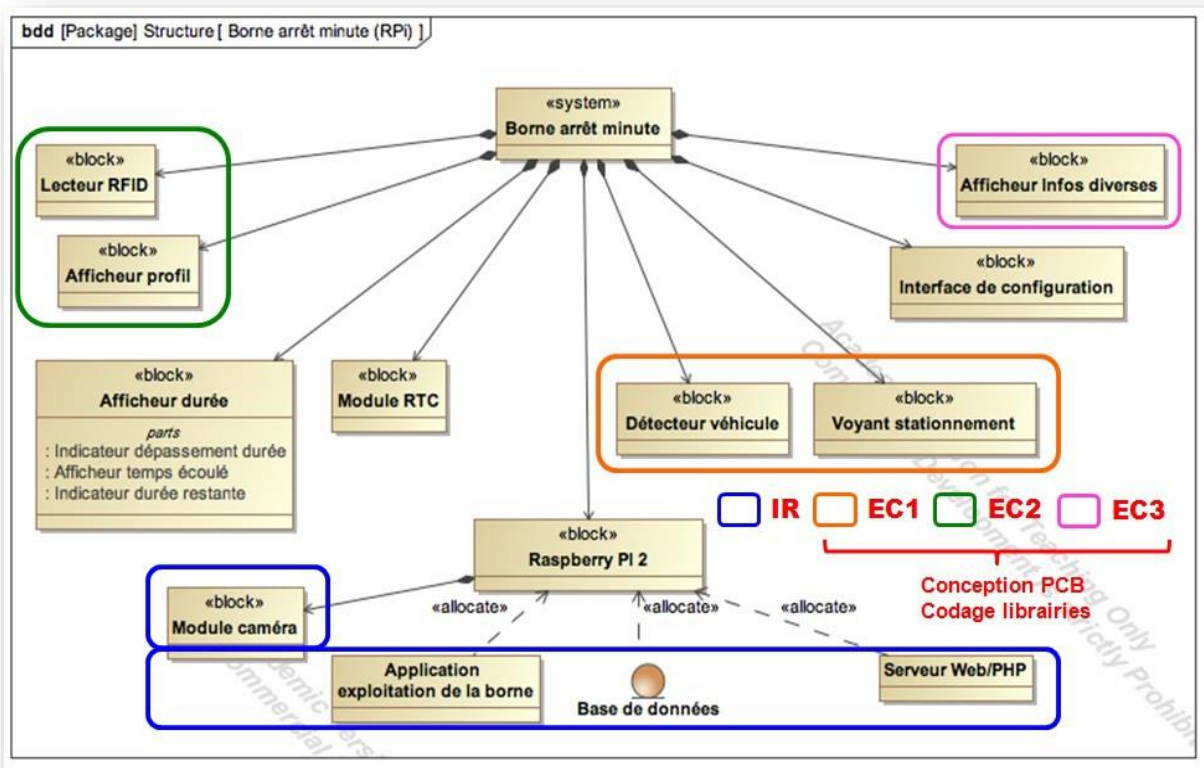 bdd [Package] Structure [ Borne arrêt minute (RPi) ]
«system»
Borne arrêt minute
«block»
Lecteur RFID
«block»
Afficheur Infos diverses
«block»
Afficheur profil
«block»
Interface de configuration
«block»
Afficheur durée
parts
: Indicateur dépassement durée
: Afficheur temps écoulé
: Indicateur durée restante
«block»
Module RTC
«block»
Détecteur véhicule
«block»
Voyant stationnement
IR
EC1
EC2
EC3
Conception PCB
Codage librairies
«block»
Raspberry PI 2
«block»
Module caméra
«allocate»
«allocate»
«allocate»
Application
exploitation de la borne
Base de données
Serveur Web/PHP